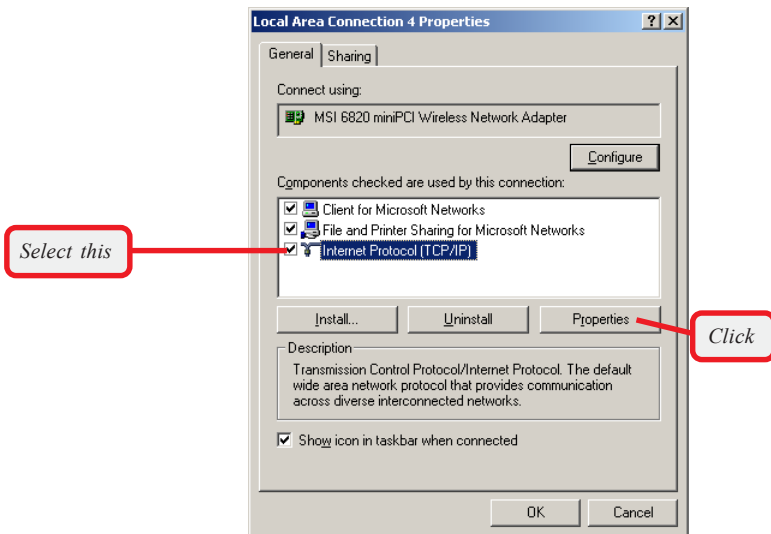 Local Area Connection 4 Properties
General
Sharing
Connect using:
MSI 6820 miniPCI Wireless Network Adapter
Configure
Components checked are used by this connection:
Client for Microsoft Networks
File and Printer Sharing for Microsoft Networks
Select this
Internet Protocol (TCP/IP)
Install...
Uninstall
Properties
Click
Description
Transmission Control Protocol/Internet Protocol. The default
wide area network protocol that provides communication
across diverse interconnected networks.
Show icon in taskbar when connected
OK
Cancel